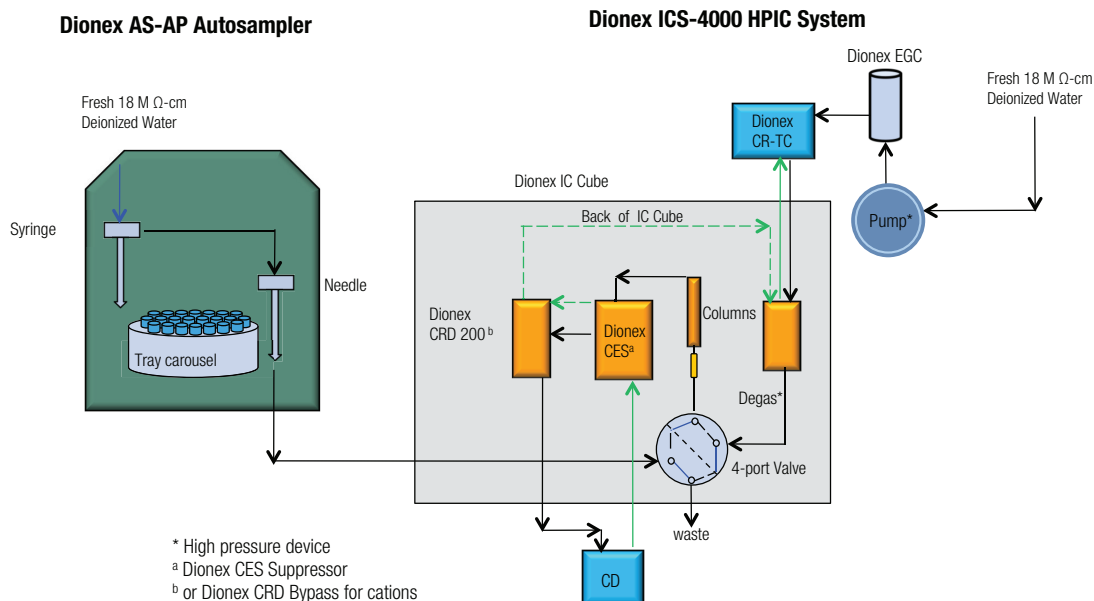 Dionex AS-AP Autosampler
Dionex ICS-4000 HPIC System
Fresh 18 M Ω-cm
Deionized Water
Syringe
Needle
Tray carousel
Dionex EGC
Fresh 18 M Ω-cm
Deionized Water
Dionex
CR-TC
Pump*
Dionex IC Cube
Back of IC Cube
Dionex
CRD 200 b
Dionex
CESa
Columns
Degas*
4-port Valve
waste
CD
* High pressure device
a Dionex CES Suppressor
b or Dionex CRD Bypass for cations